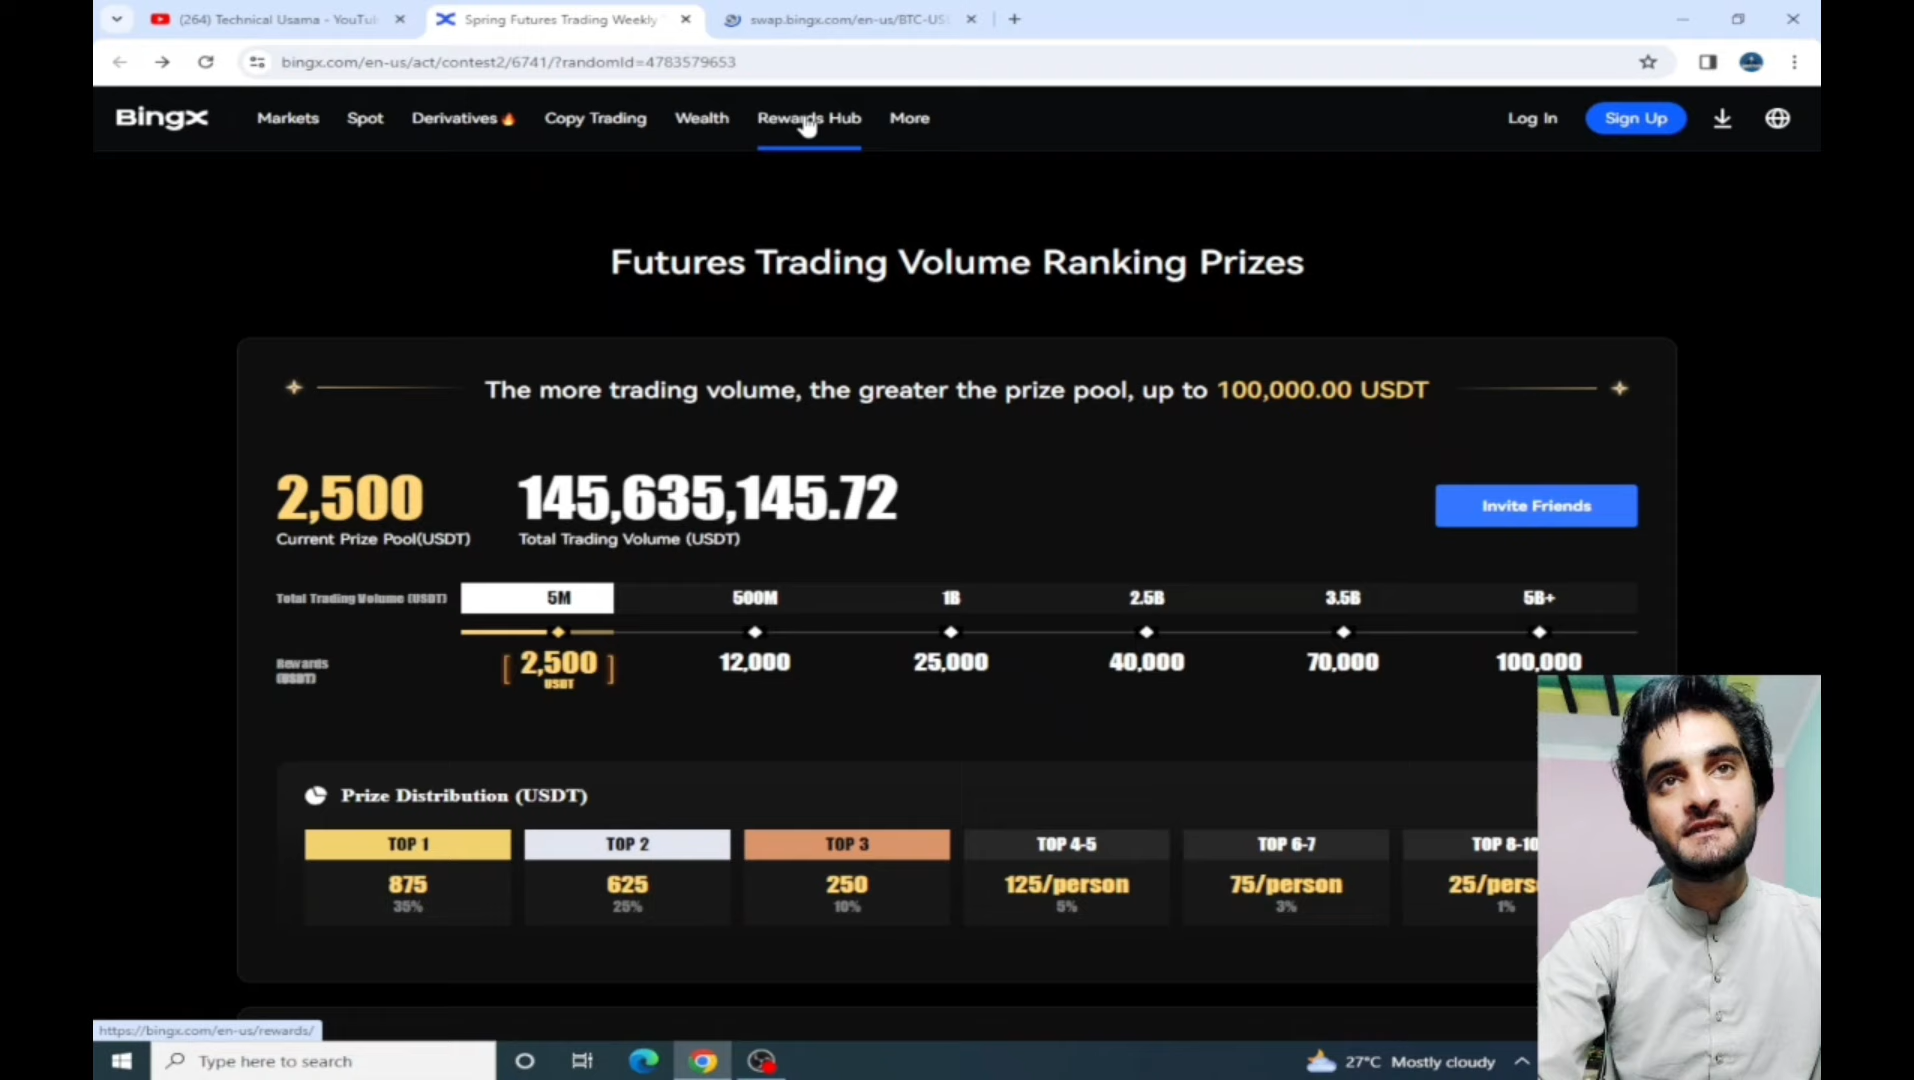 (264) Technical Usama - YouTu
Spring Futures Trading Weekly
swap.bingx.com/en-us/BTC-US
bingx.com/en-us/act/contest2/6741/?randomId=4783579653
BingX
Markets
Spot
Derivatives
Copy Trading
Wealth
Rewards Hub
More
Log In
Sign Up
Futures Trading Volume Ranking Prizes
The more trading volume, the greater the prize pool, up to 100,000.00 USDT
2,500
145,635,145.72
Current Prize Pool(USDT)
Total Trading Volume (USDT)
Invite Friends
Total Trading Volume (USDT)
5M
500M
1B
2.5B
3.5B
5B+
Rewards
(USDT)
[ 2,500 ]
USDT
12,000
25,000
40,000
70,000
100,000
Prize Distribution (USDT)
TOP 1
TOP 2
TOP 3
TOP 4-5
TOP 6-7
TOP 8-10
875
625
250
125/person
75/person
25/pers
35%
25%
10%
5%
3%
1%
https://bingx.com/en-us/rewards/
Type here to search
27°C Mostly cloudy